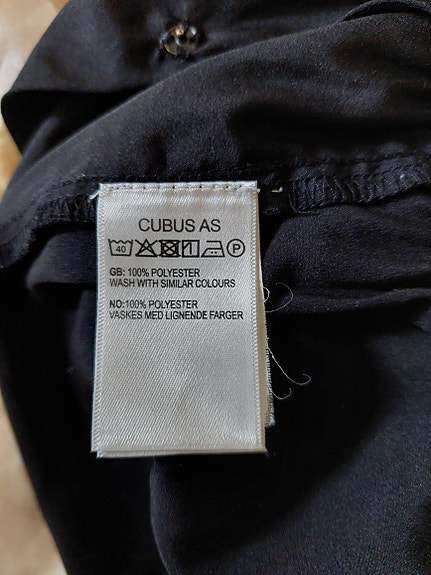 CUBUS AS
40 P
GB: 100% POLYESTER
WASH WITH SIMILAR COLOURS
NO:100% POLYESTER
VASKES MED LIGNENDE FARGER